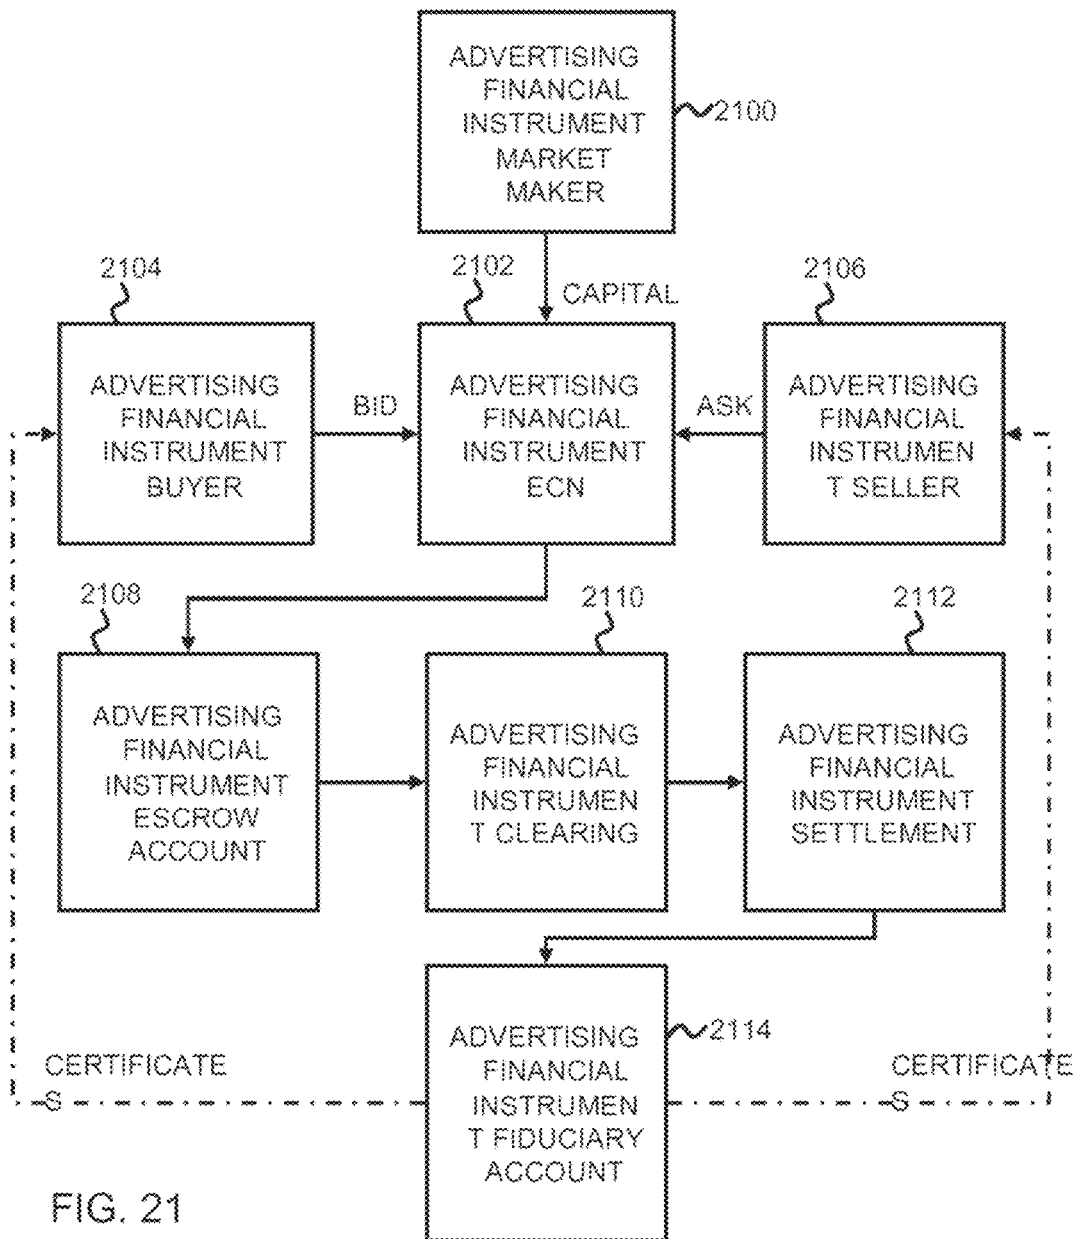 ADVERTISING
FINANCIAL
INSTRUMENT
MARKET
MAKER
2100
2104
2102
2106
CAPITAL
ADVERTISING
FINANCIAL
INSTRUMENT
BUYER
BID
ADVERTISING
FINANCIAL
INSTRUMENT
ECN
ASK
ADVERTISING
FINANCIAL
INSTRUMEN
T SELLER
2108
2110
2112
ADVERTISING
FINANCIAL
INSTRUMENT
ESCROW
ACCOUNT
ADVERTISING
FINANCIAL
INSTRUMEN
T CLEARING
ADVERTISING
FINANCIAL
INSTRUMENT
SETTLEMENT
ADVERTISING
FINANCIAL
INSTRUMEN
T FIDUCIARY
ACCOUNT
2114
CERTIFICATE
S
CERTIFICATE
S
FIG. 21